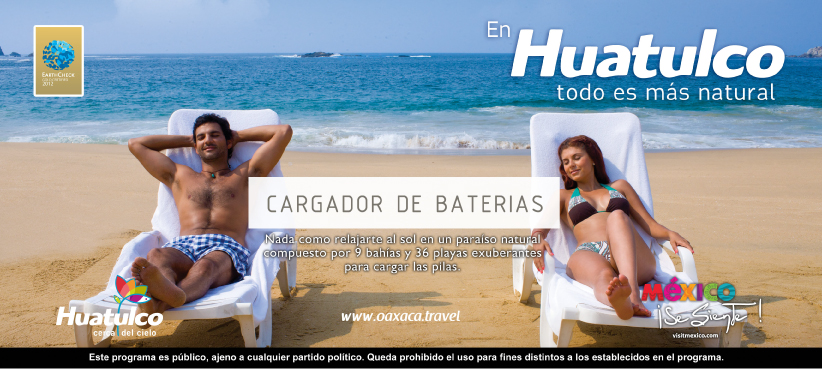 En
Huatulco
todo es más natural
EARTHCHECK
2013
CARGADOR DE BATERIAS
Nada como relajarte al sol en un paraíso natural
compuesto por 9 bahías y 36 playas exuberantes
para cargar las pilas.
Huatulco
cerca del cielo
www.oaxaca.travel
MÉXICO
¡Se Siente!
visitmexico.com
Este programa es público, ajeno a cualquier partido político. Queda prohibido el uso para fines distintos a los establecidos en el programa.